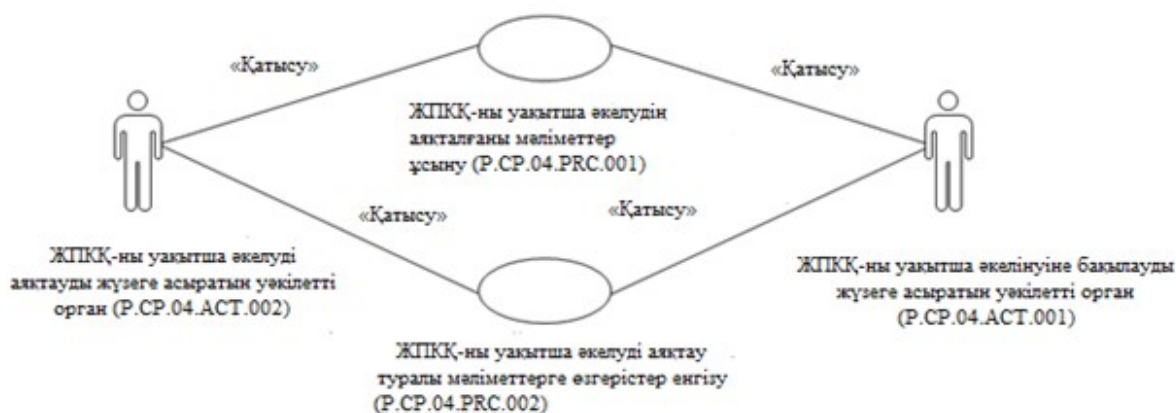 «Қатысу»
«Қатысу»
ЖПКҚ-ны уақытша әкелудін
аяқталғаны мәліметтер
ұсыну (P.CP.04.PRC.001)
«Қатысу»
«Қатысу»
ЖПКҚ-ны уақытша әкелуді
аяқтауды жүзеге асыратын уәкілетті
орган (P.CP.04.ACT.002)
ЖПКҚ-ны уақытша әкелінуіне бақылауды
жүзеге асыратын уәкілетті орган
(P.CP.04.ACT.001)
ЖПКҚ-ны уақытша әкелуді аяқтау
туралы мәліметтерге өзгерістер енгізу
(P.CP.04.PRC.002)